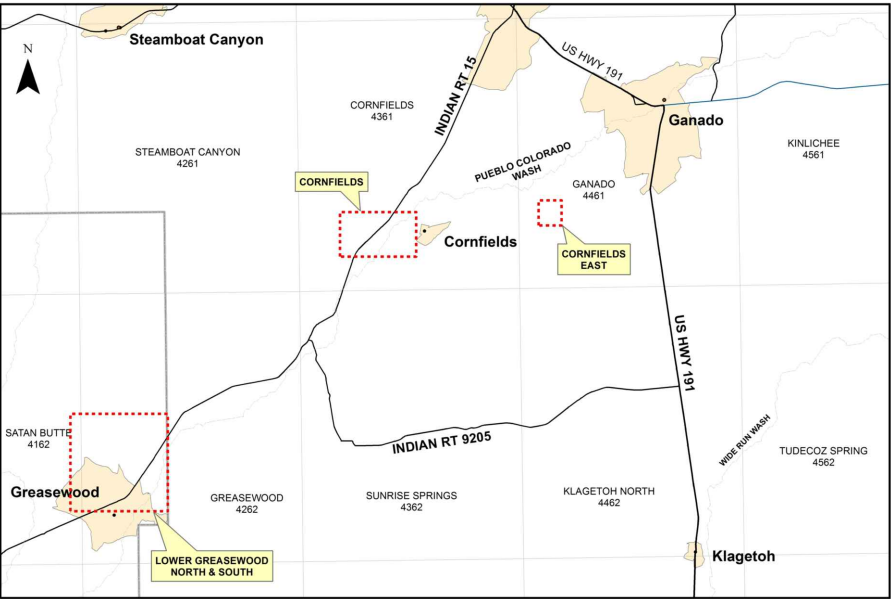 Steamboat Canyon
N
US HWY 191
INDIAN RT 15
CORNFIELDS
4361
Ganado
STEAMBOAT CANYON
4261
KINLICHEE
4561
PUEBLO COLORADO
WASH
CORNFIELDS
GANADO
4461
Cornfields
CORNFIELDS
EAST
US HWY 191
INDIAN RT 9205
WIDE RUN WASH
SATAN BUTTE
4162
TUDECOZ SPRING
4562
Greasewood
GREASEWOOD
4262
SUNRISE SPRINGS
4362
KLAGETOH NORTH
4462
LOWER GREASEWOOD
NORTH & SOUTH
Klagetoh